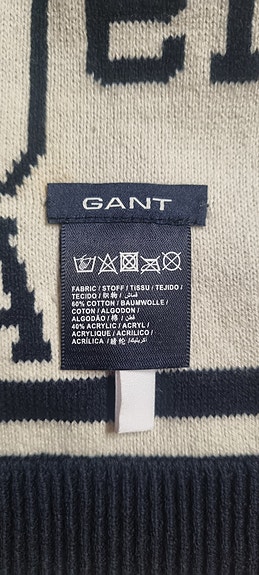 GANT
FABRIC / STOFF / TISSU / TEJIDO /
TECIDO / 织物 / قماش /
60% COTTON / BAUMWOLLE /
COTON / ALGODON /
ALGODÃO / 棉 / قطن /
40% ACRYLIC / ACRYL /
ACRYLIQUE / ACRILICO /
ACRÍLICA / 腈纶 / اكريليك /
A